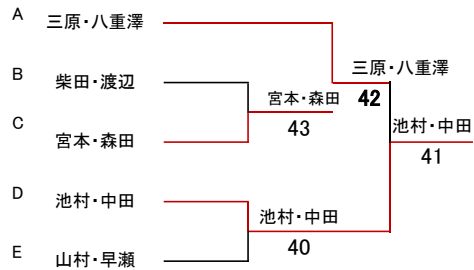 A 三原・八重澤
三原・八重澤
B 柴田・渡辺
宮本・森田
42
C 宮本・森田
43
池村・中田
41
D 池村・中田
池村・中田
40
E 山村・早瀬